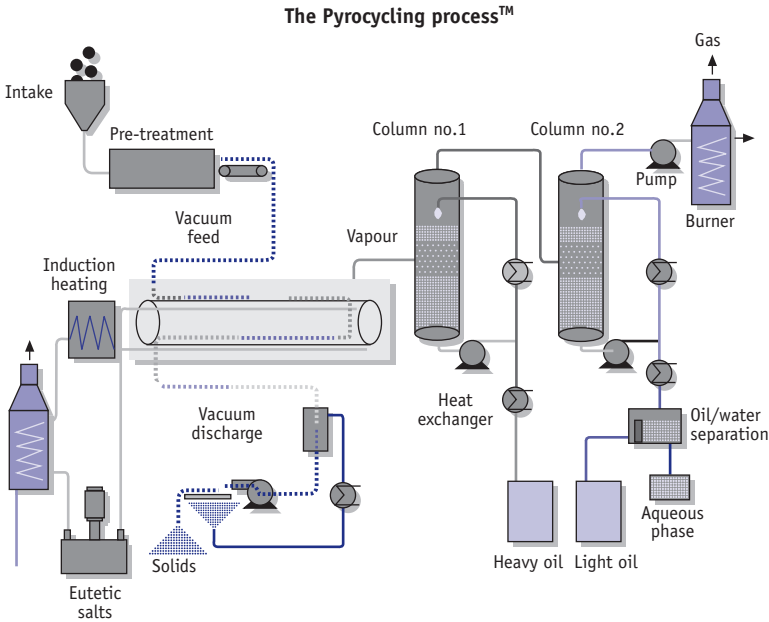 The Pyrocycling process™
Intake
Pre-treatment
Vacuum
feed
Induction
heating
Vapour
Column no.1
Column no.2
Gas
Pump
Burner
Vacuum
discharge
Heat
exchanger
Oil/water
separation
Aqueous
phase
Solids
Heavy oil
Light oil
Eutetic
salts